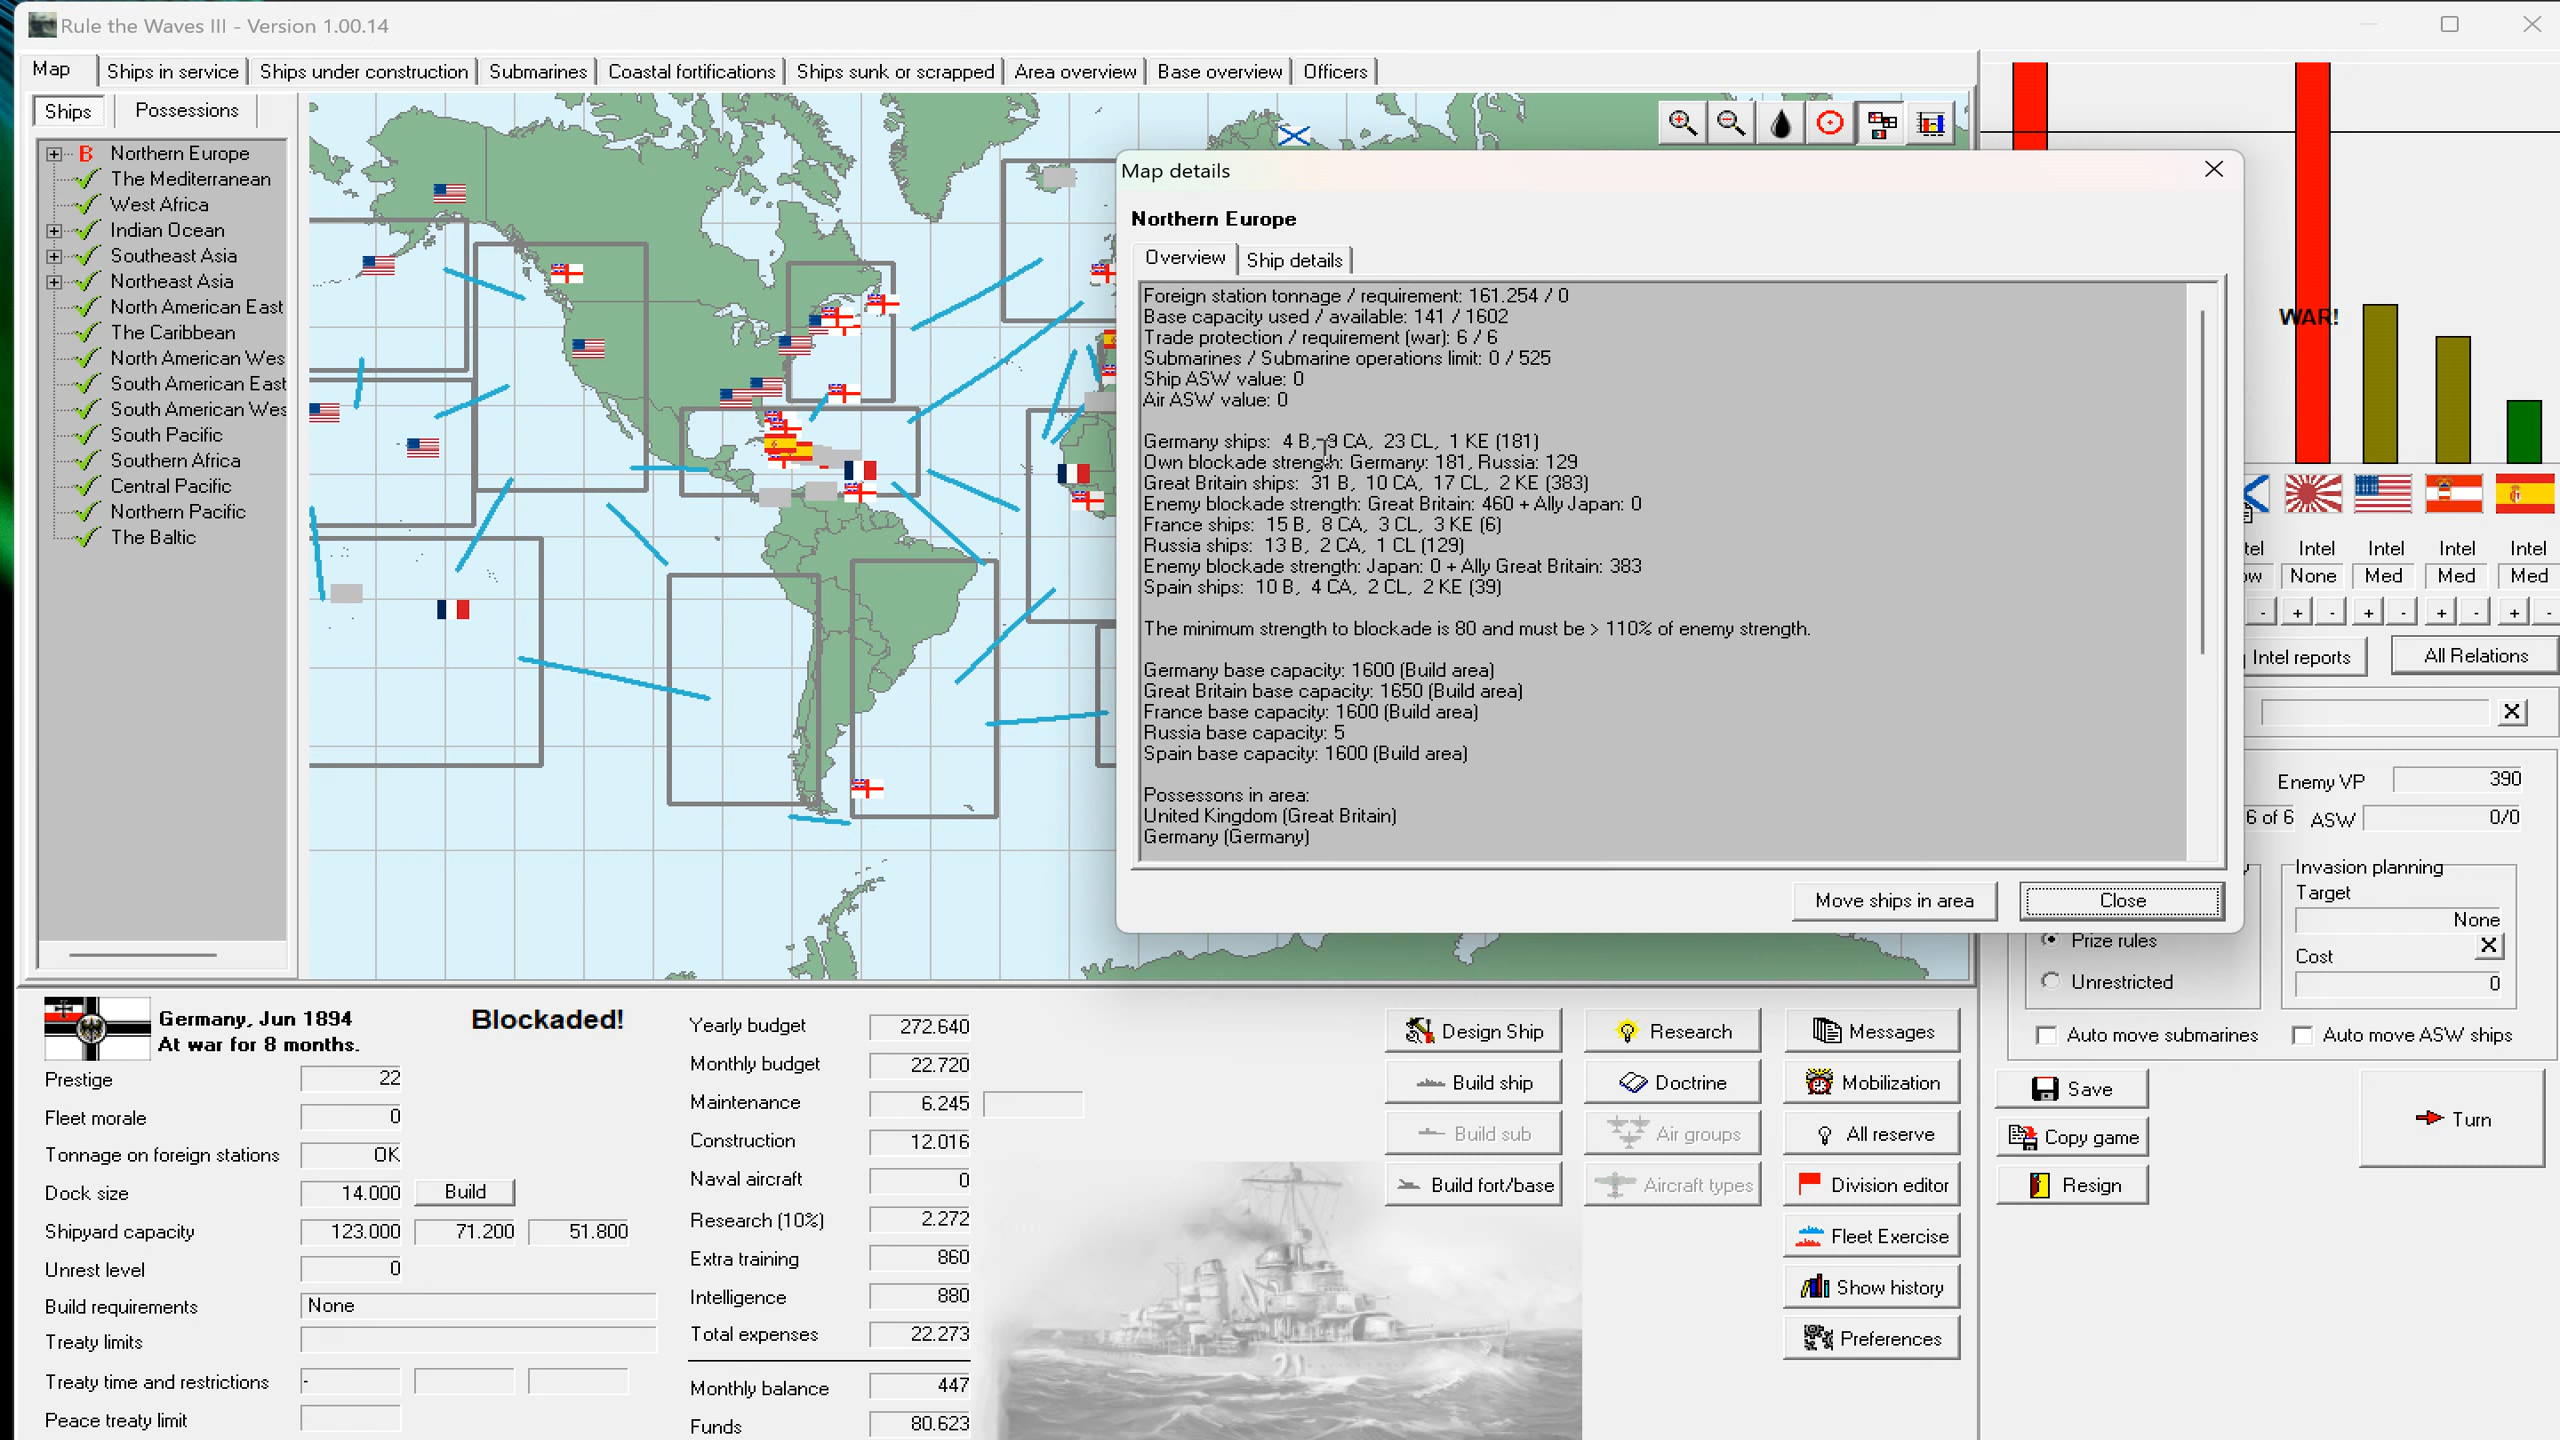 Rule the Waves III - Version 1.00.14
Map
Ships in service
Ships under construction
Submarines
Coastal fortifications
Ships sunk or scrapped
Area overview
Base overview
Officers
Ships
Possessions
B Northern Europe
The Mediterranean
West Africa
Indian Ocean
Southeast Asia
Northeast Asia
North American East
The Caribbean
North American Wes
South American East
South American Wes
South Pacific
Southern Africa
Central Pacific
Northern Pacific
The Baltic
Map details
Northern Europe
Overview
Ship details
Foreign station tonnage / requirement: 161.254 / 0
Base capacity used / available: 141 / 1602
Trade protection / requirement (war): 6 / 6
Submarines / Submarine operations limit: 0 / 525
Ship ASW value: 0
Air ASW value: 0
Germany ships: 4 B, 9 CA, 23 CL, 1 KE (181)
Own blockade strength: Germany: 181, Russia: 129
Great Britain ships: 31 B, 10 CA, 17 CL, 2 KE (383)
Enemy blockade strength: Great Britain: 460 + Ally Japan: 0
France ships: 15 B, 8 CA, 3 CL, 3 KE (6)
Russia ships: 13 B, 2 CA, 1 CL (129)
Enemy blockade strength: Japan: 0 + Ally Great Britain: 383
Spain ships: 10 B, 4 CA, 2 CL, 2 KE (39)
The minimum strength to blockade is 80 and must be > 110% of enemy strength.
Germany base capacity: 1600 (Build area)
Great Britain base capacity: 1650 (Build area)
France base capacity: 1600 (Build area)
Russia base capacity: 5
Spain base capacity: 1600 (Build area)
Possessons in area:
United Kingdom (Great Britain)
Germany (Germany)
Move ships in area
Close
WAR!
Intel Intel Intel Intel
None Med Med Med
+ - + - + - + -
Intel reports
All Relations
Enemy VP 390
6 of 6 ASW 0/0
Invasion planning
Target
None
Cost
0
Prize rules
Unrestricted
Auto move submarines
Auto move ASW ships
Save
Copy game
Resign
Turn
Germany, Jun 1894
At war for 8 months.
Blockaded!
Prestige 22
Fleet morale 0
Tonnage on foreign stations OK
Dock size 14.000 Build
Shipyard capacity 123.000 71.200 51.800
Unrest level 0
Build requirements None
Treaty limits
Treaty time and restrictions -
Peace treaty limit
Yearly budget 272.640
Monthly budget 22.720
Maintenance 6.245
Construction 12.016
Naval aircraft 0
Research (10%) 2.272
Extra training 860
Intelligence 880
Total expenses 22.273
Monthly balance 447
Funds 80.623
Design Ship
Build ship
Build sub
Build fort/base
Research
Doctrine
Air groups
Aircraft types
Messages
Mobilization
All reserve
Division editor
Fleet Exercise
Show history
Preferences